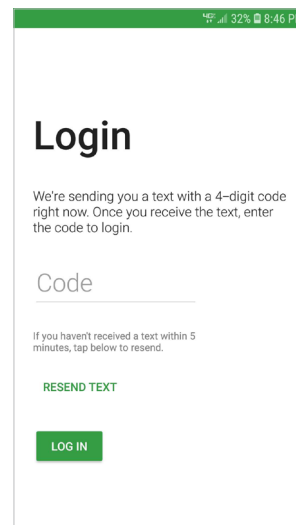 32% 8:46 P
Login
We're sending you a text with a 4–digit code
right now. Once you receive the text, enter
the code to login.
Code
If you haven't received a text within 5
minutes, tap below to resend.
RESEND TEXT
LOG IN